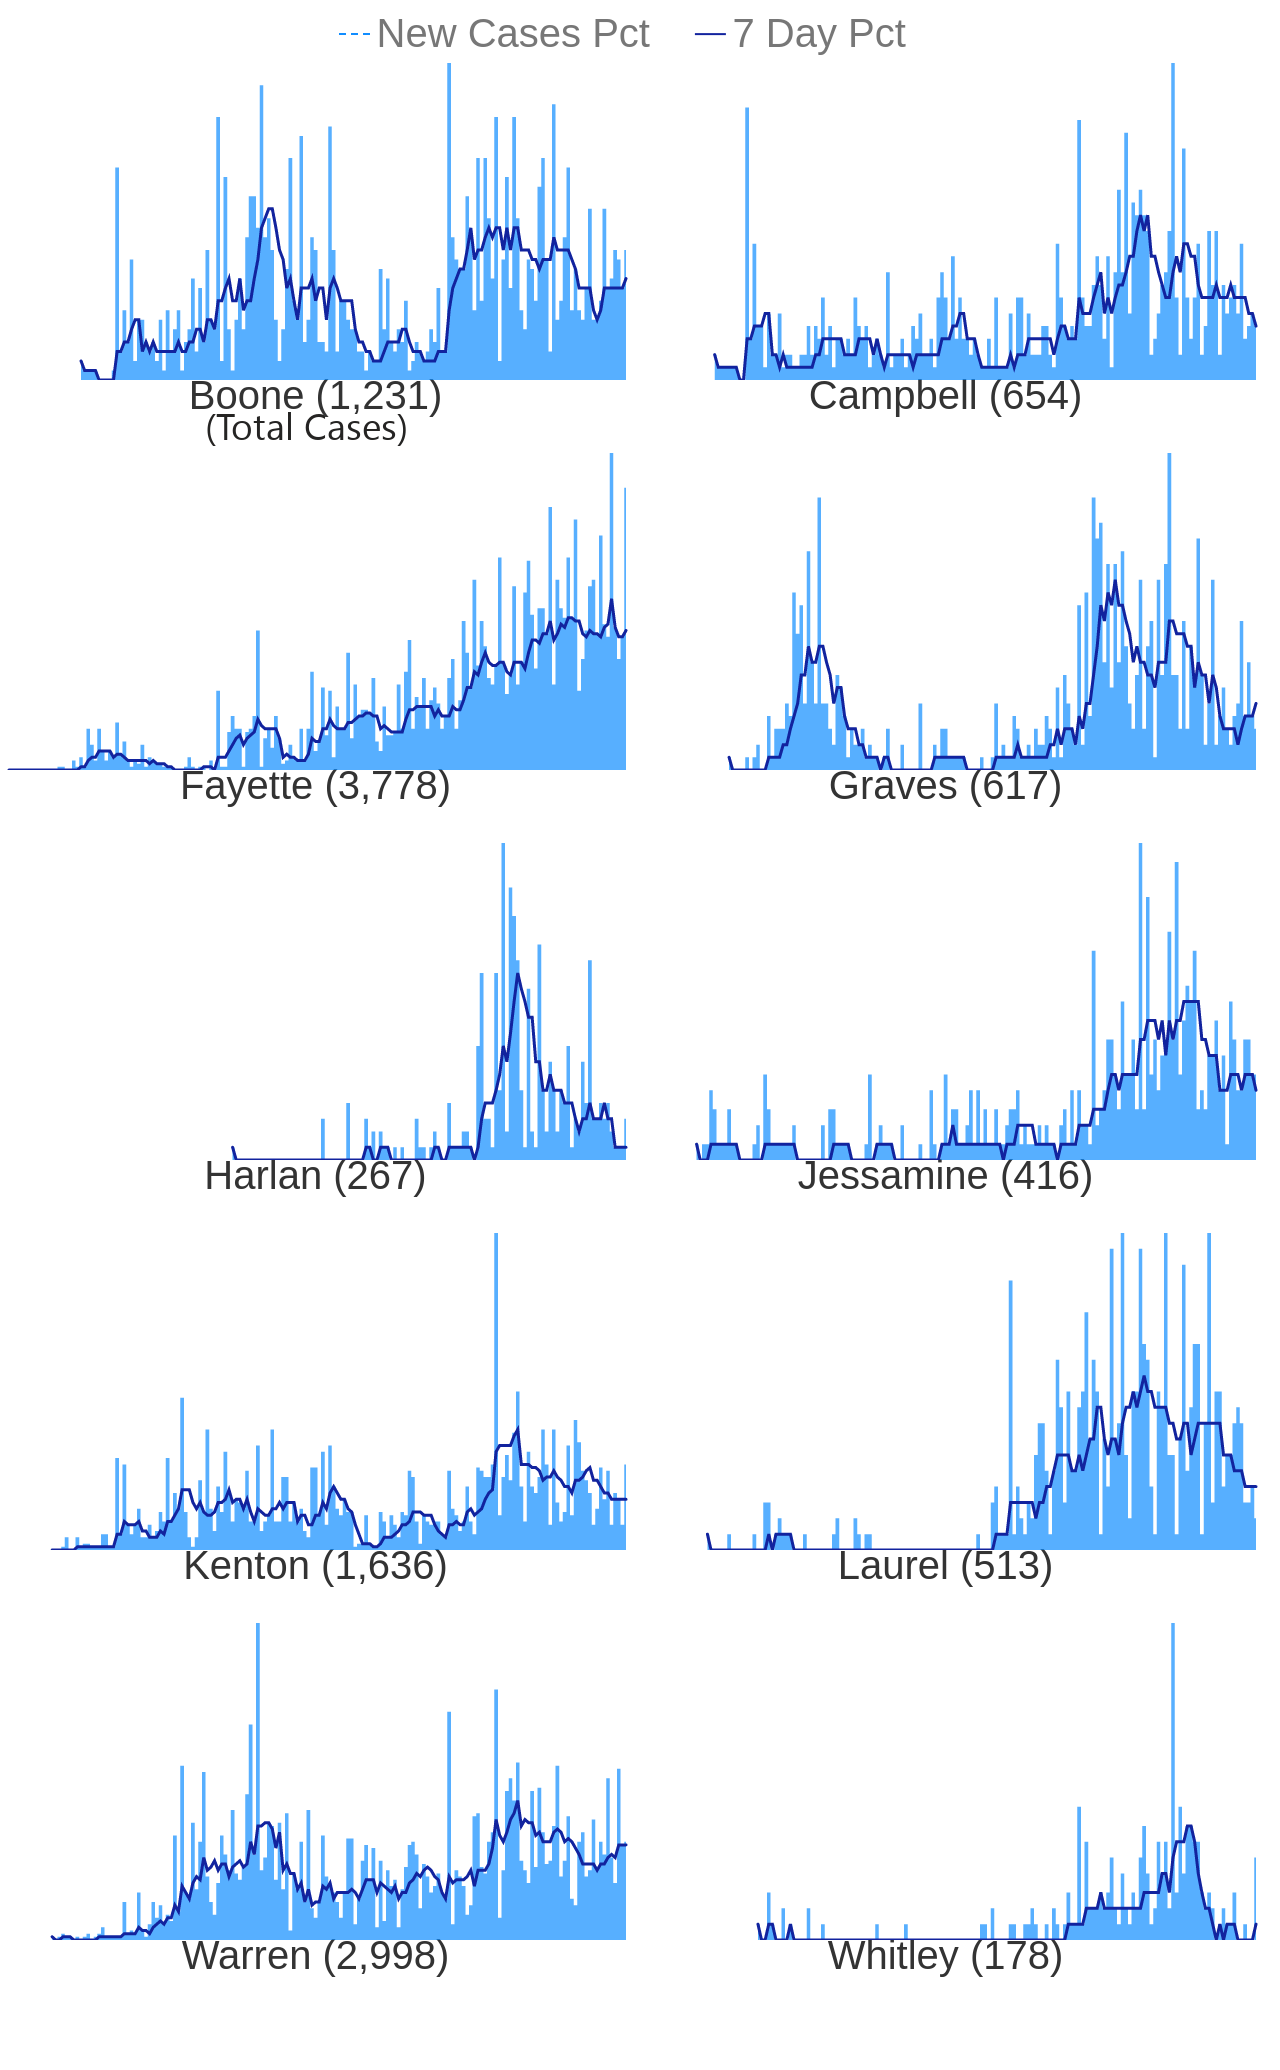 New Cases Pct 7 Day Pct
Boone (1,231) Campbell (654)
(Total Cases)
Fayette (3,778) Graves (617)
Harlan (267) Jessamine (416)
Kenton (1,636) Laurel (513)
Warren (2,998) Whitley (178)